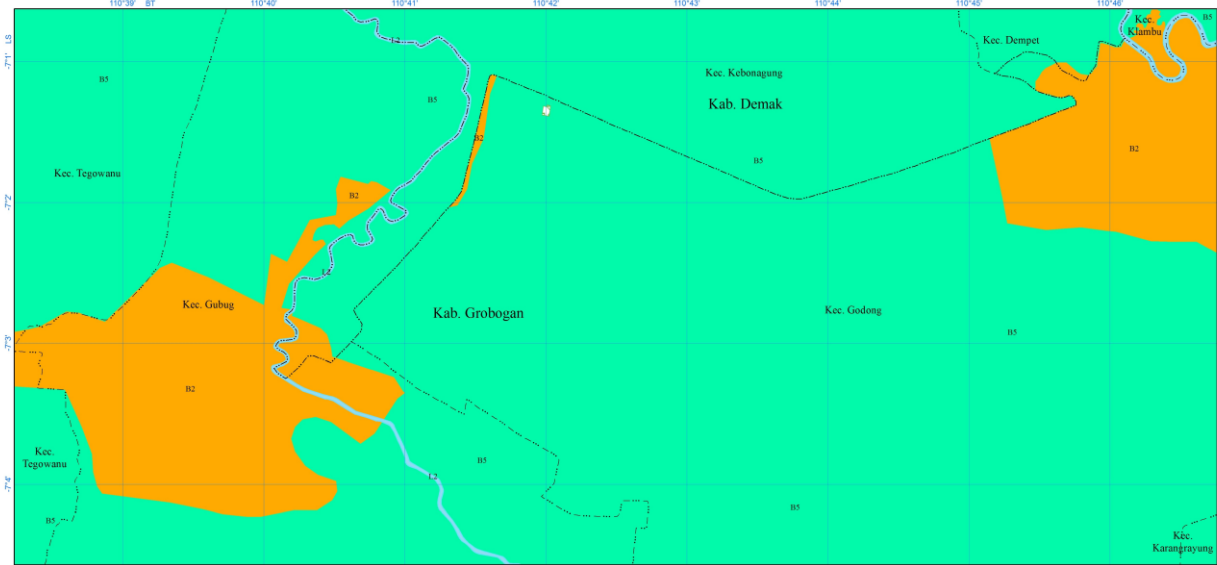 110°39' BT
110°40'
110°41'
110°42'
110°43'
110°44'
110°45'
110°46'
Ls
-7°1'
-7°2'
-7°3'
-7°4'
B5
L2
B5
Kec. Tegowanu
B2
B2
L2
Kec. Gubug
B2
Kec.
Tegowanu
B5
Kec. Kebonagung
Kab. Demak
B5
Kec. Dempet
Kec.
Klambu
B5
B2
Kab. Grobogan
Kec. Godong
B5
B5
L2
B5
Kec.
Karangrayung